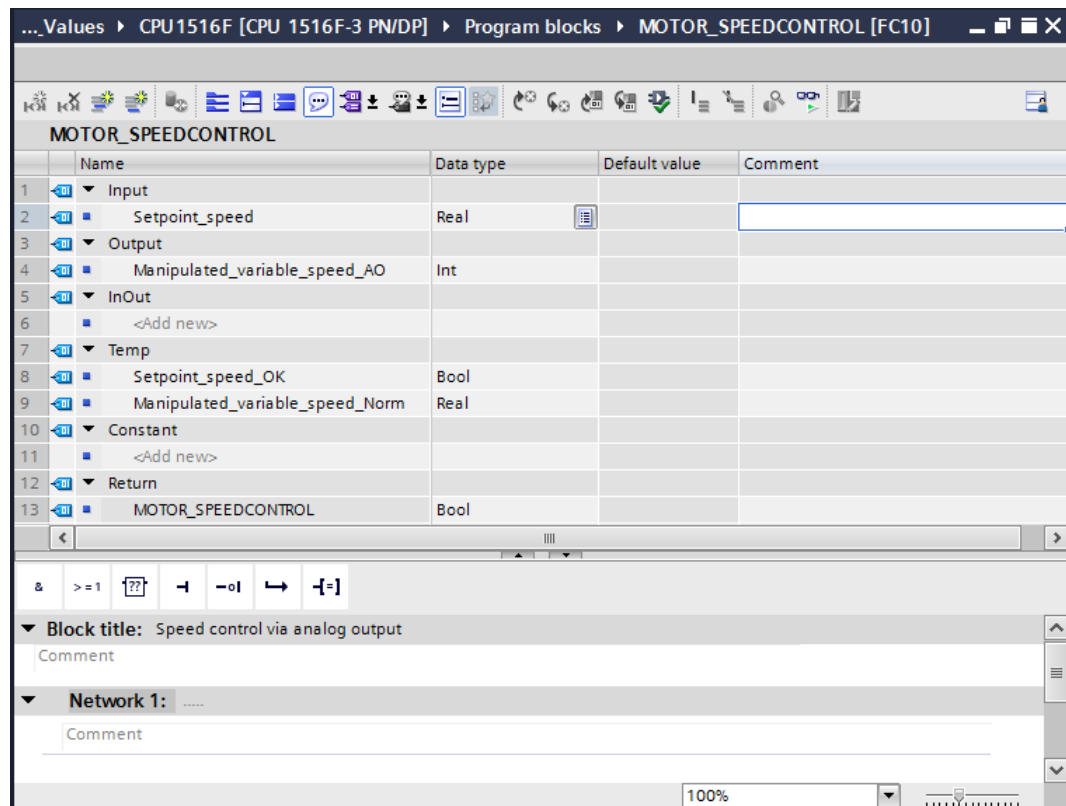 ..._Values ▸ CPU1516F [CPU 1516F-3 PN/DP] ▸ Program blocks ▸ MOTOR_SPEEDCONTROL [FC10]
MOTOR_SPEEDCONTROL
Name Data type Default value Comment
1 Input
2 Setpoint_speed Real
3 Output
4 Manipulated_variable_speed_AO Int
5 InOut
6 <Add new>
7 Temp
8 Setpoint_speed_OK Bool
9 Manipulated_variable_speed_Norm Real
10 Constant
11 <Add new>
12 Return
13 MOTOR_SPEEDCONTROL Bool
& >=1 ?? ⊣ −o| ↦ -[=]
Block title: Speed control via analog output
Comment
Network 1: .....
Comment
100%